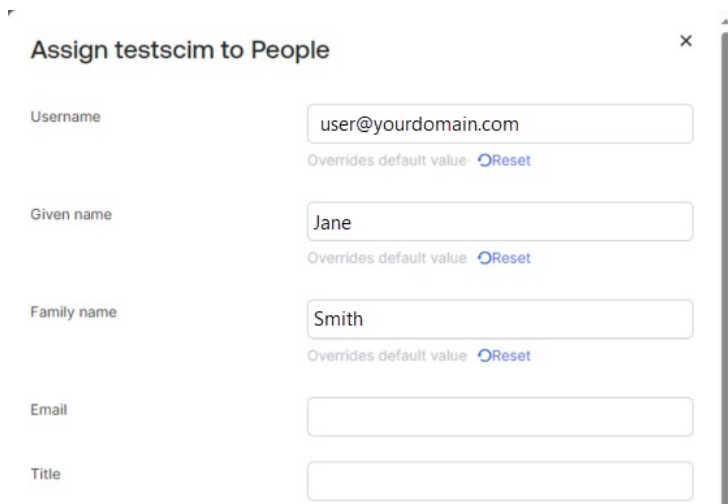 Assign testscim to People
Username
user@yourdomain.com
Overrides default value Reset
Given name
Jane
Overrides default value Reset
Family name
Smith
Overrides default value Reset
Email
Title